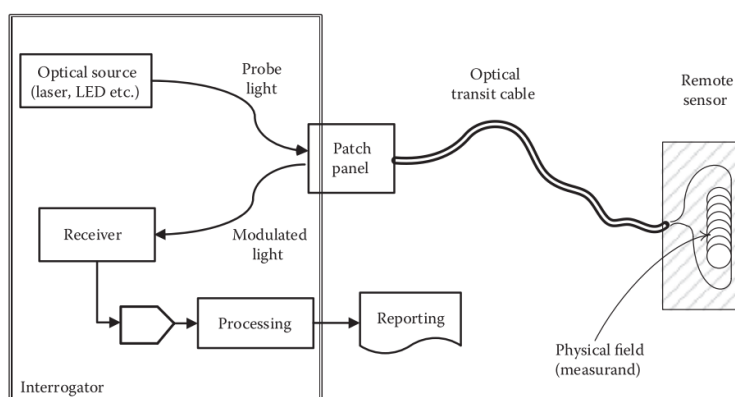 Optical source
(laser, LED etc.)
Probe
light
Optical
transit cable
Remote
sensor
Patch
panel
Receiver
Modulated
light
Processing
Reporting
Physical field
(measurand)
Interrogator